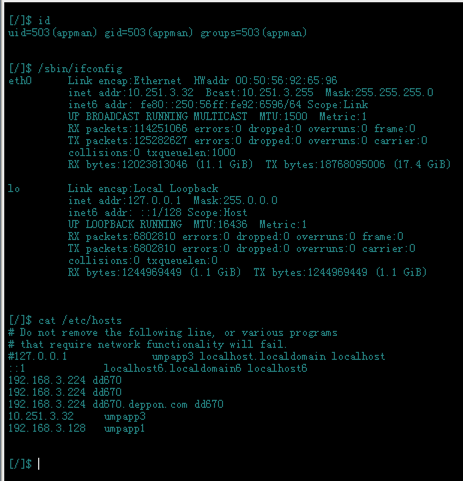 [/]$ id
uid=503(appman) gid=503(appman) groups=503(appman)
[/]$ /sbin/ifconfig
eth0 Link encap:Ethernet HWaddr 00:50:56:92:65:96
inet addr:10.251.3.32 Bcast:10.251.3.255 Mask:255.255.255.0
inet6 addr: fe80::250:56ff:fe92:6596/64 Scope:Link
UP BROADCAST RUNNING MULTICAST MTU:1500 Metric:1
RX packets:114251066 errors:0 dropped:0 overruns:0 frame:0
TX packets:125282627 errors:0 dropped:0 overruns:0 carrier:0
collisions:0 txqueuelen:1000
RX bytes:12023813046 (11.1 GiB) TX bytes:18768095006 (17.4 GiB)
lo Link encap:Local Loopback
inet addr:127.0.0.1 Mask:255.0.0.0
inet6 addr: ::1/128 Scope:Host
UP LOOPBACK RUNNING MTU:16436 Metric:1
RX packets:6802810 errors:0 dropped:0 overruns:0 frame:0
TX packets:6802810 errors:0 dropped:0 overruns:0 carrier:0
collisions:0 txqueuelen:0
RX bytes:1244969449 (1.1 GiB) TX bytes:1244969449 (1.1 GiB)
[/]$ cat /etc/hosts
# Do not remove the following line, or various programs
# that require network functionality will fail.
#127.0.0.1 umpapp3 localhost.localdomain localhost
::1 localhost6.localdomain6 localhost6
192.168.3.224 dd670
192.168.3.224 dd670
192.168.3.224 dd670.deppon.com dd670
10.251.3.32 umpapp3
192.168.3.128 umpapp1
[/]$